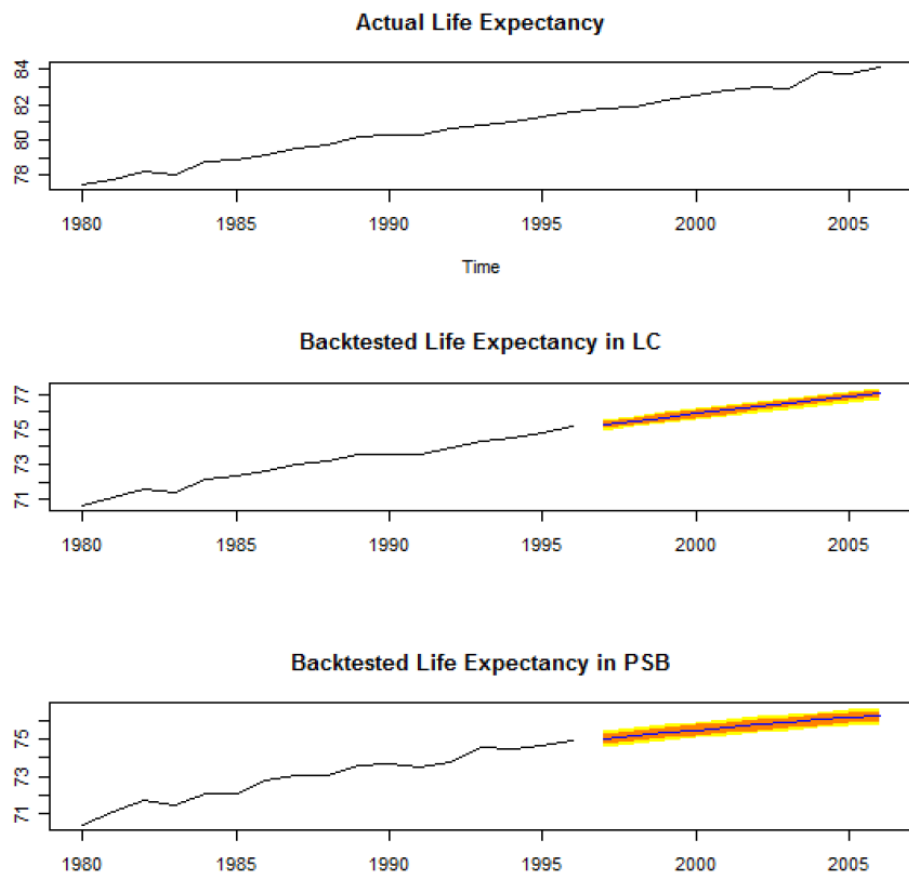 Actual Life Expectancy
84
82
80
78
1980 1985 1990 1995 2000 2005
Time
Backtested Life Expectancy in LC
77
75
73
71
1980 1985 1990 1995 2000 2005
Backtested Life Expectancy in PSB
75
73
71
1980 1985 1990 1995 2000 2005